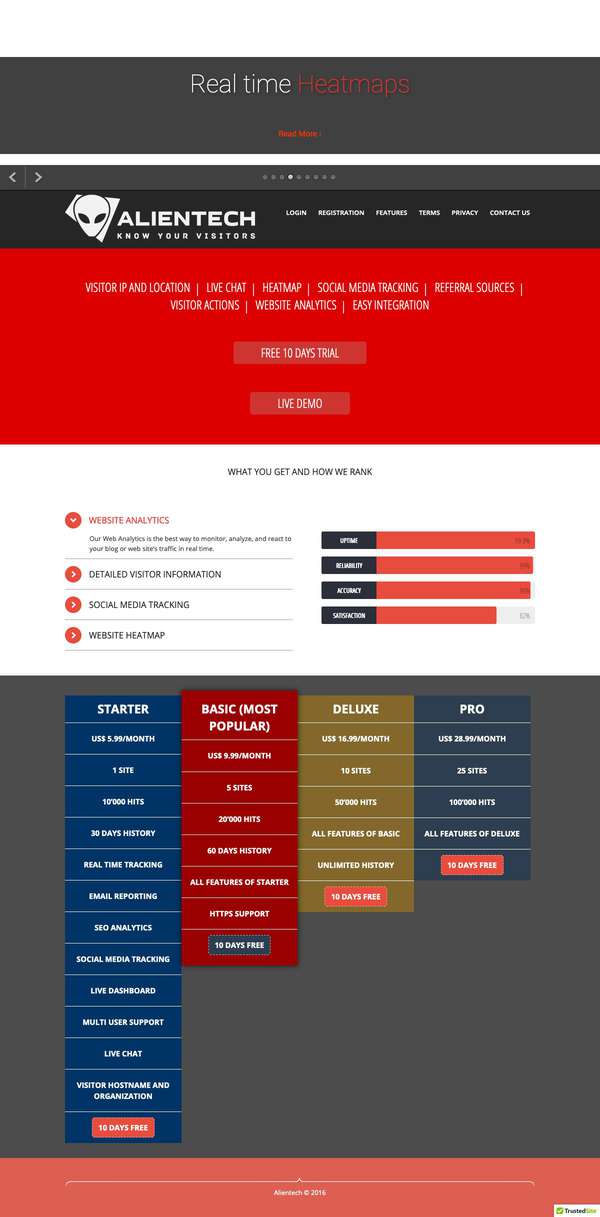 Real time Heatmaps
Read More ›
ALIENTECH
KNOW YOUR VISITORS
LOGIN REGISTRATION FEATURES TERMS PRIVACY CONTACT US
VISITOR IP AND LOCATION | LIVE CHAT | HEATMAP | SOCIAL MEDIA TRACKING | REFERRAL SOURCES |
VISITOR ACTIONS | WEBSITE ANALYTICS | EASY INTEGRATION
FREE 10 DAYS TRIAL
LIVE DEMO
WHAT YOU GET AND HOW WE RANK
WEBSITE ANALYTICS
Our Web Analytics is the best way to monitor, analyze, and react to
your blog or web site's traffic in real time.
DETAILED VISITOR INFORMATION
SOCIAL MEDIA TRACKING
WEBSITE HEATMAP
UPTIME
RELIABILITY
ACCURACY
SATISFACTION 82%
STARTER
US$ 5.99/MONTH
1 SITE
10'000 HITS
30 DAYS HISTORY
REAL TIME TRACKING
EMAIL REPORTING
SEO ANALYTICS
SOCIAL MEDIA TRACKING
LIVE DASHBOARD
MULTI USER SUPPORT
LIVE CHAT
VISITOR HOSTNAME AND
ORGANIZATION
10 DAYS FREE
BASIC (MOST
POPULAR)
US$ 9.99/MONTH
5 SITES
20'000 HITS
60 DAYS HISTORY
ALL FEATURES OF STARTER
HTTPS SUPPORT
10 DAYS FREE
DELUXE
US$ 16.99/MONTH
10 SITES
50'000 HITS
ALL FEATURES OF BASIC
UNLIMITED HISTORY
10 DAYS FREE
PRO
US$ 28.99/MONTH
25 SITES
100'000 HITS
ALL FEATURES OF DELUXE
10 DAYS FREE
Alientech © 2016
TrustedSite